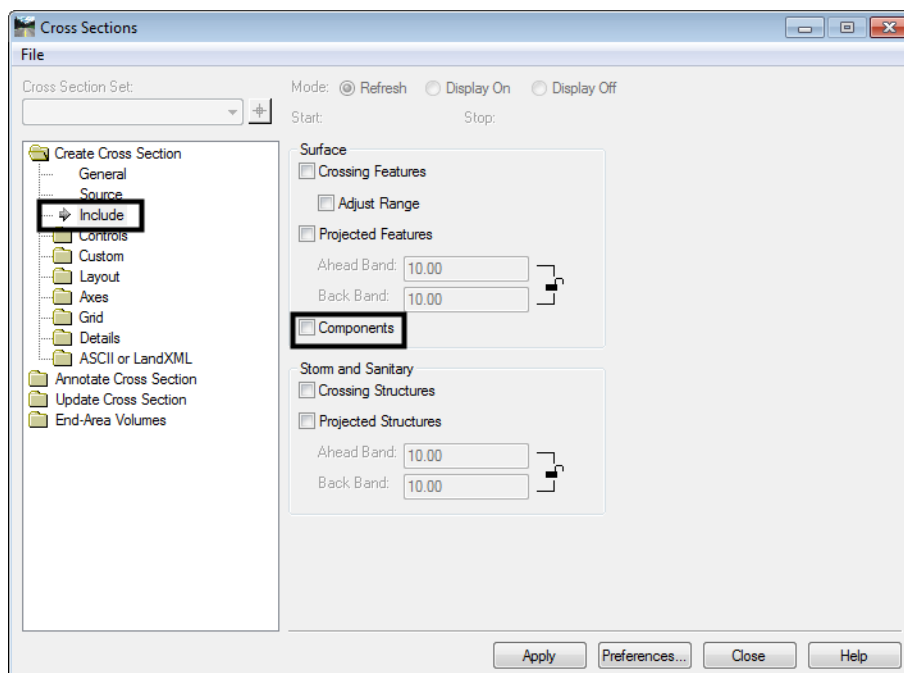 Cross Sections
File
Cross Section Set:
Mode: Refresh Display On Display Off
Start: Stop:
Create Cross Section
General
Source
Include
Controls
Custom
Layout
Axes
Grid
Details
ASCII or LandXML
Annotate Cross Section
Update Cross Section
End-Area Volumes
Surface
Crossing Features
Adjust Range
Projected Features
Ahead Band: 10.00
Back Band: 10.00
Components
Storm and Sanitary
Crossing Structures
Projected Structures
Ahead Band: 10.00
Back Band: 10.00
Apply Preferences... Close Help